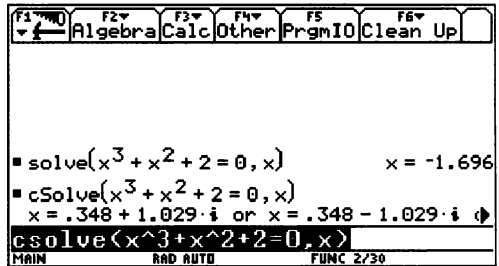 F1 F2 F3 F4 F5 F6
Algebra Calc Other PrgmIO Clean Up
solve(x³ + x² + 2 = 0, x) x = -1.696
cSolve(x³ + x² + 2 = 0, x)
x = .348 + 1.029·i or x = .348 - 1.029·i
csolve(x^3+x^2+2=0,x)
MAIN RAD AUTO FUNC 2/30